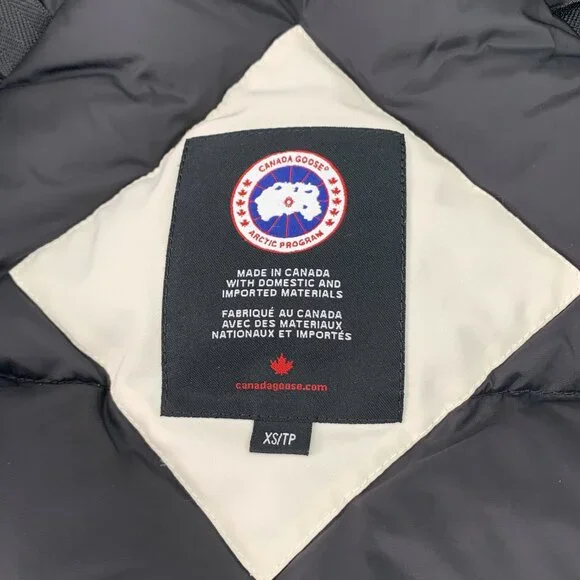 CANADA GOOSE®
ARCTIC PROGRAM
MADE IN CANADA
WITH DOMESTIC AND
IMPORTED MATERIALS
FABRIQUÉ AU CANADA
AVEC DES MATERIAUX
NATIONAUX ET IMPORTÉS
canadagoose.com
XS/TP